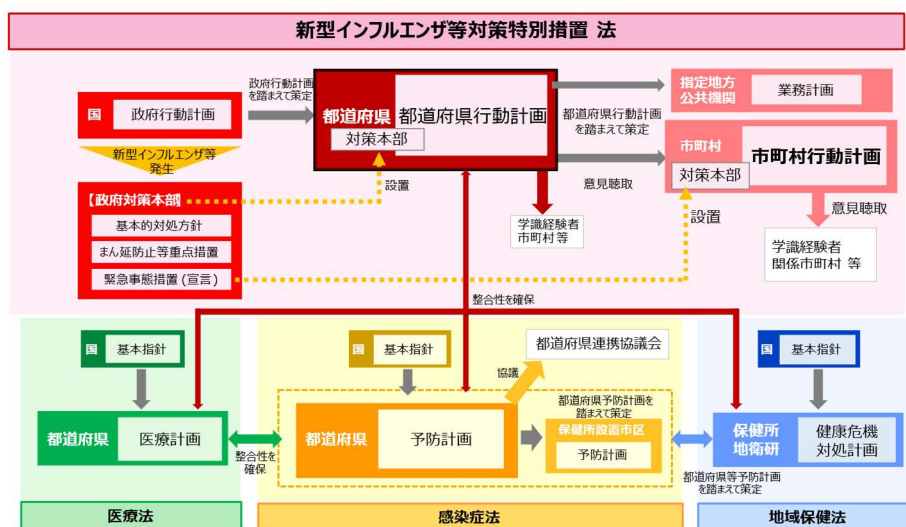 新型インフルエンザ等対策特別措置 法
政府行動計画
を踏まえて策定
国
政府行動計画
都道府県
都道府県行動計画
対策本部
指定地方
公共機関
業務計画
都道府県行動計画
を踏まえて策定
市町村
市町村行動計画
対策本部
新型インフルエンザ等
発生
設置
意見聴取
【政府対策本部】
基本的対処方針
まん延防止等重点措置
緊急事態措置 (宣言)
学識経験者
市町村 等
設置
意見聴取
学識経験者
関係市町村 等
整合性を確保
国
基本指針
国
基本指針
都道府県連携協議会
国
基本指針
協議
都道府県予防計画を
踏まえて策定
都道府県
医療計画
整合性を
確保
都道府県
予防計画
保健所設置市区
予防計画
保健所
地衛研
健康危機
対処計画
都道府県等予防計画
を踏まえて策定
医療法
感染症法
地域保健法